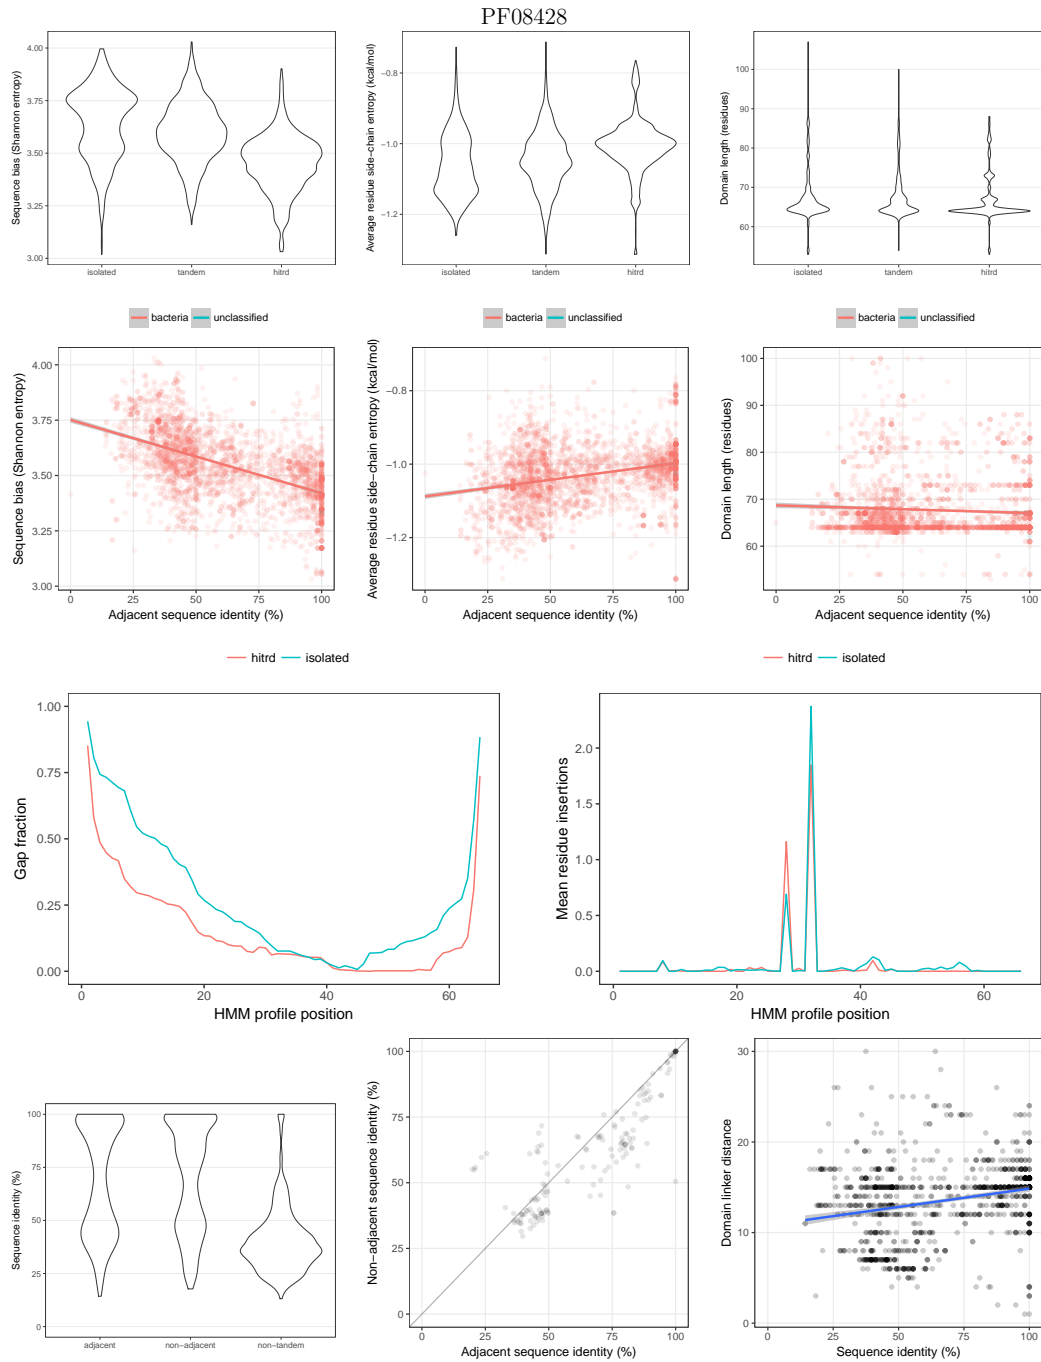 PF08428
Sequence bias (Shannon entropy)
4.00
3.75
3.50
3.25
3.00
isolated tandem hitrd
Average residue side−chain entropy (kcal/mol)
−0.8
−1.0
−1.2
isolated tandem hitrd
Domain length (residues)
100
90
80
70
60
isolated tandem hitrd
bacteria unclassified
Sequence bias (Shannon entropy)
4.00
3.75
3.50
3.25
3.00
0 25 50 75 100
Adjacent sequence identity (%)
bacteria unclassified
Average residue side−chain entropy (kcal/mol)
−0.8
−1.0
−1.2
0 25 50 75 100
Adjacent sequence identity (%)
bacteria unclassified
Domain length (residues)
100
90
80
70
60
0 25 50 75 100
Adjacent sequence identity (%)
hitrd isolated
Gap fraction
1.00
0.75
0.50
0.25
0.00
0 20 40 60
HMM profile position
hitrd isolated
Mean residue insertions
2.0
1.5
1.0
0.5
0.0
0 20 40 60
HMM profile position
Sequence identity (%)
100
75
50
25
0
adjacent non−adjacent non−tandem
Non−adjacent sequence identity (%)
100
75
50
25
0
0 25 50 75 100
Adjacent sequence identity (%)
Domain linker distance
30
20
10
0
0 25 50 75 100
Sequence identity (%)